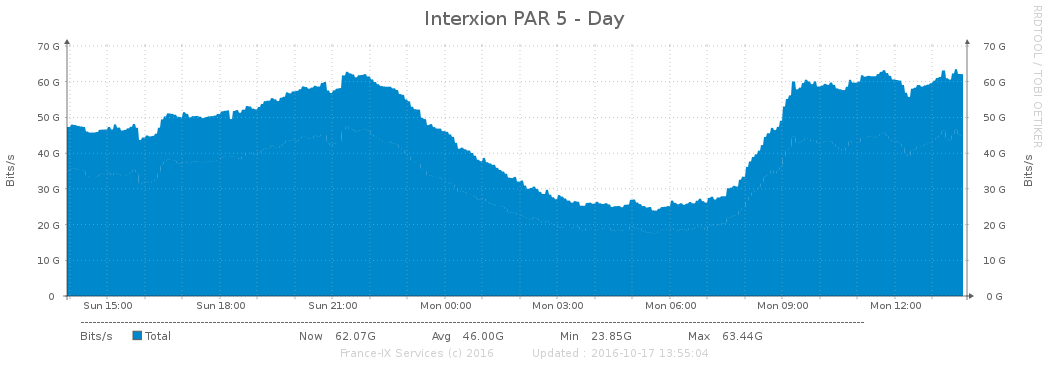 Interxion PAR 5 - Day
RRDTOOL / TOBI OETIKER
70 G 70 G
60 G 60 G
50 G 50 G
40 G 40 G
30 G 30 G
20 G 20 G
10 G 10 G
0 0 G
Bits/s
Bits/s
Sun 15:00 Sun 18:00 Sun 21:00 Mon 00:00 Mon 03:00 Mon 06:00 Mon 09:00 Mon 12:00
Bits/s Total Now 62.07G Avg 46.00G Min 23.85G Max 63.44G
France-IX Services (c) 2016 Updated : 2016-10-17 13:55:04